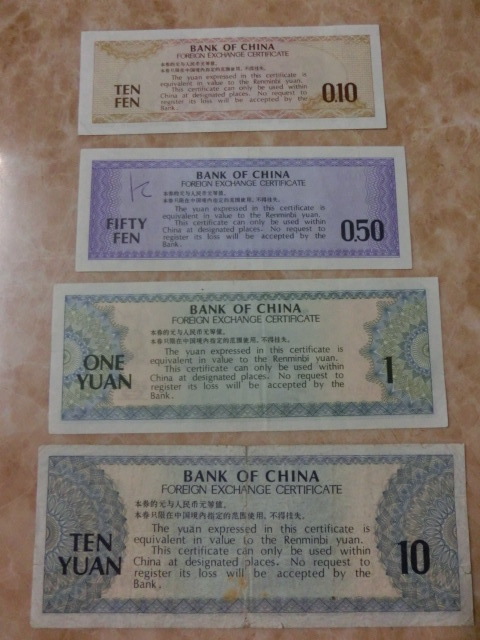 BANK OF CHINA
FOREIGN EXCHANGE CERTIFICATE
本券的元与人民币元等值。
本券只限在中国境内指定的范围使用，不得挂失。
The yuan expressed in this certificate is
equivalent in value to the Renminbi yuan.
This certificate can only be used within
China at designated places. No request to
register its loss will be accepted by the
Bank.
TEN
FEN
0.10
BANK OF CHINA
FOREIGN EXCHANGE CERTIFICATE
本券的元与人民币元等值。
本券只限在中国境内指定的范围使用，不得挂失。
The yuan expressed in this certificate is
equivalent in value to the Renminbi yuan.
This certificate can only be used within
China at designated places. No request to
register its loss will be accepted by the
Bank.
FIFTY
FEN
0.50
BANK OF CHINA
FOREIGN EXCHANGE CERTIFICATE
本券的元与人民币元等值。
本券只限在中国境内指定的范围使用，不得挂失。
The yuan expressed in this certificate is
equivalent in value to the Renminbi yuan.
This certificate can only be used within
China at designated places. No request to
register its loss will be accepted by the
Bank.
ONE
YUAN
1
BANK OF CHINA
FOREIGN EXCHANGE CERTIFICATE
本券的元与人民币元等值。
本券只限在中国境内指定的范围使用，不得挂失。
The yuan expressed in this certificate is
equivalent in value to the Renminbi yuan.
This certificate can only be used within
China at designated places. No request to
register its loss will be accepted by the
Bank.
TEN
YUAN
10